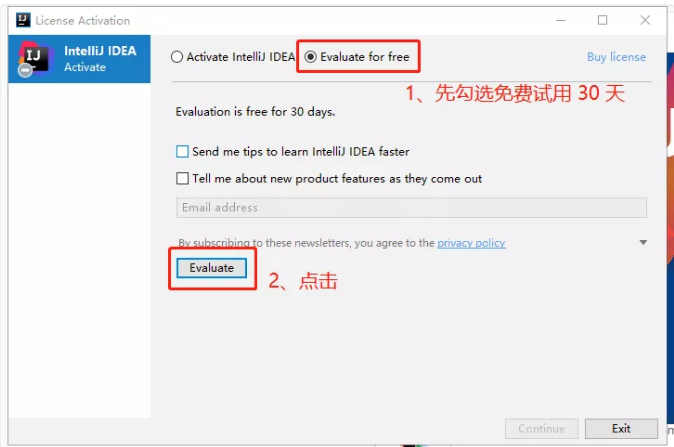 License Activation
IntelliJ IDEA
Activate
Activate IntelliJ IDEA
Evaluate for free
Buy license
1、先勾选免费试用 30 天
Evaluation is free for 30 days.
Send me tips to learn IntelliJ IDEA faster
Tell me about new product features as they come out
Email address
By subscribing to these newsletters, you agree to the privacy policy
Evaluate
2、点击
Continue
Exit